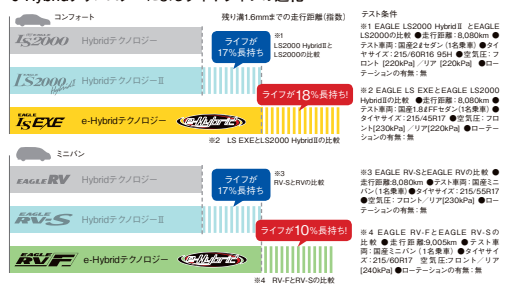 コンフォート
残り溝1.6mmまでの走行距離(指数)
EAGLE
LS2000
Hybridテクノロジー
ライフが
17%長持ち
※1
LS2000 HybridⅡと
LS2000の比較
LS2000
Hybrid
HybridテクノロジーⅡ
ライフが18%長持ち!
EAGLE
LS EXE
e-Hybridテクノロジー
e-Hybrid
※2 LS EXEとLS2000 HybridⅡの比較
ミニバン
EAGLE RV
Hybridテクノロジー
ライフが
17%長持ち
※3
RV-SとRVの比較
EAGLE
RV-S
HybridテクノロジーⅡ
ライフが10%長持ち!
EAGLE
RV-F
e-Hybridテクノロジー
e-Hybrid
※4 RV-FとRV-Sの比較
テスト条件
※1 EAGLE LS2000 HybridⅡ とEAGLE
LS2000の比較 ●走行距離:8,080km ●
テスト車両:国産2ℓセダン(1名乗車) ●タイ
ヤサイズ:215/60R16 95H ●空気圧:フ
ロント [220kPa] /リア [220kPa] ●ロー
テーションの有無:無
※2 EAGLE LS EXEとEAGLE LS2000
HybridⅡの比較 ●走行距離:8,080km ●
テスト車両:国産1.8ℓFFセダン(1名乗車) ●
タイヤサイズ:215/45R17 ●空気圧:フロン
ト[230kPa] /リア[220kPa] ●ローテー
ションの有無:無
※3 EAGLE RV-SとEAGLE RVの比較 ●
走行距離:8,080km ●テスト車両:国産ミニ
バン(1名乗車) ●タイヤサイズ:215/55R17
●空気圧:フロント/リア[230kPa] ●ロー
テーションの有無:無
※4 EAGLE RV-FとEAGLE RV-Sの
比較 ●走行距離:9,005km ●テスト車
両:国産ミニバン(1名乗車) ●タイヤサイ
ズ:215/60R17 空気圧:フロント/リア
[240kPa] ●ローテーションの有無:無